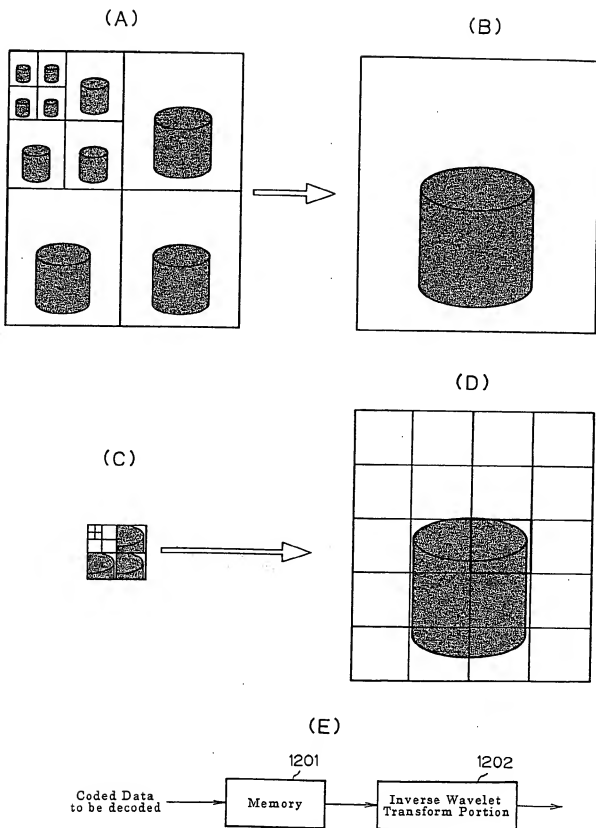 (A)
(B)
(C)
(D)
(E)
1201
1202
Coded Data
to be decoded
Memory
Inverse Wavelet
Transform Portion